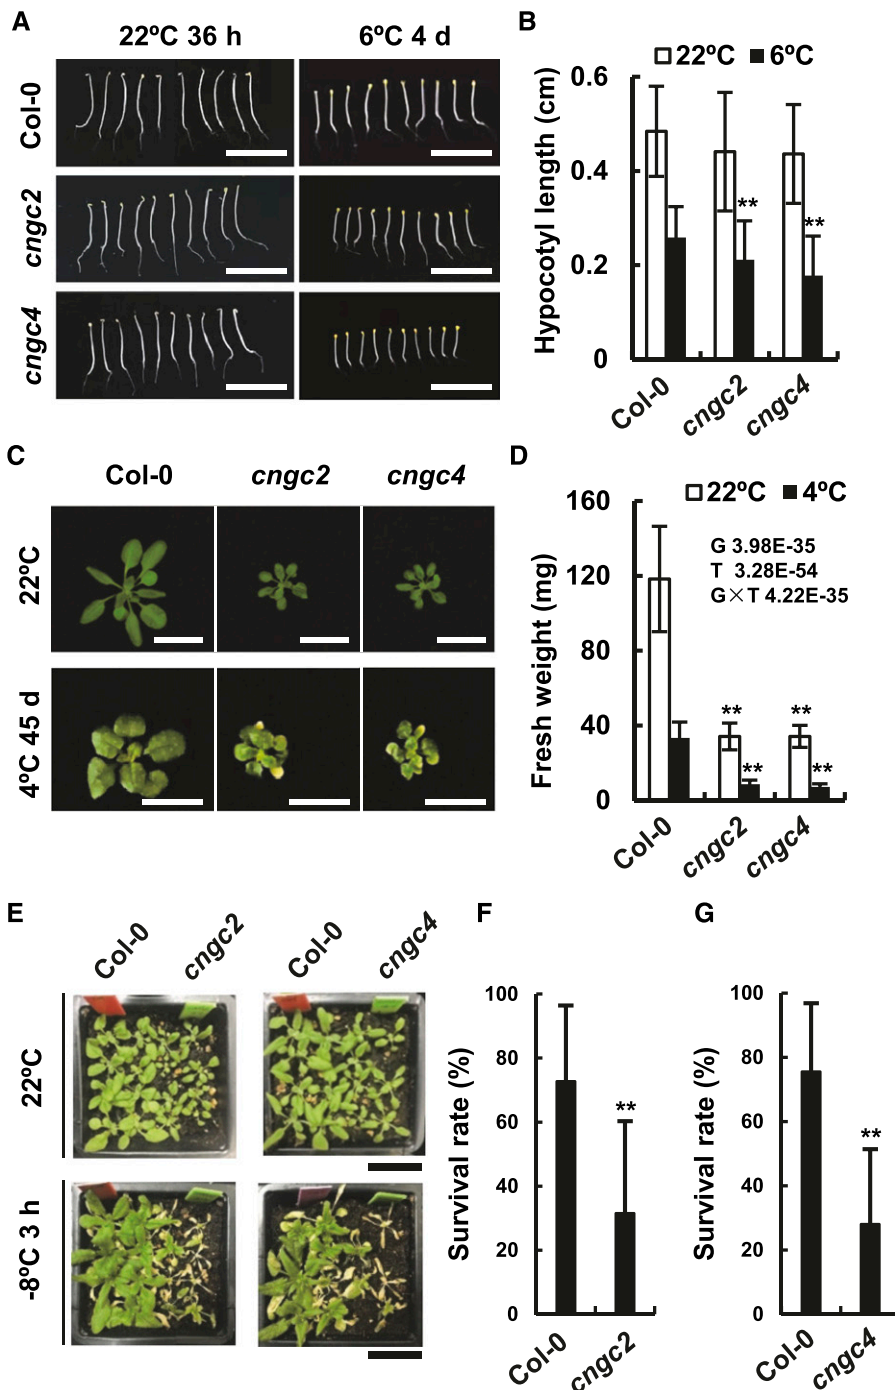 A
22ºC 36 h
6ºC 4 d
Col-0
cngc2
cngc4
B
22ºC 6ºC
Hypocotyl length (cm)
0.6
0.4
0.2
0
**
**
Col-0
cngc2
cngc4
C
Col-0
cngc2
cngc4
22ºC
4ºC 45 d
D
22ºC 4ºC
Fresh weight (mg)
160
120
80
40
0
G 3.98E-35
T 3.28E-54
G×T 4.22E-35
**
**
**
**
Col-0
cngc2
cngc4
E
Col-0
cngc2
Col-0
cngc4
22ºC
-8ºC 3 h
F
Survival rate (%)
100
80
60
40
20
0
**
Col-0
cngc2
G
Survival rate (%)
100
80
60
40
20
0
**
Col-0
cngc4